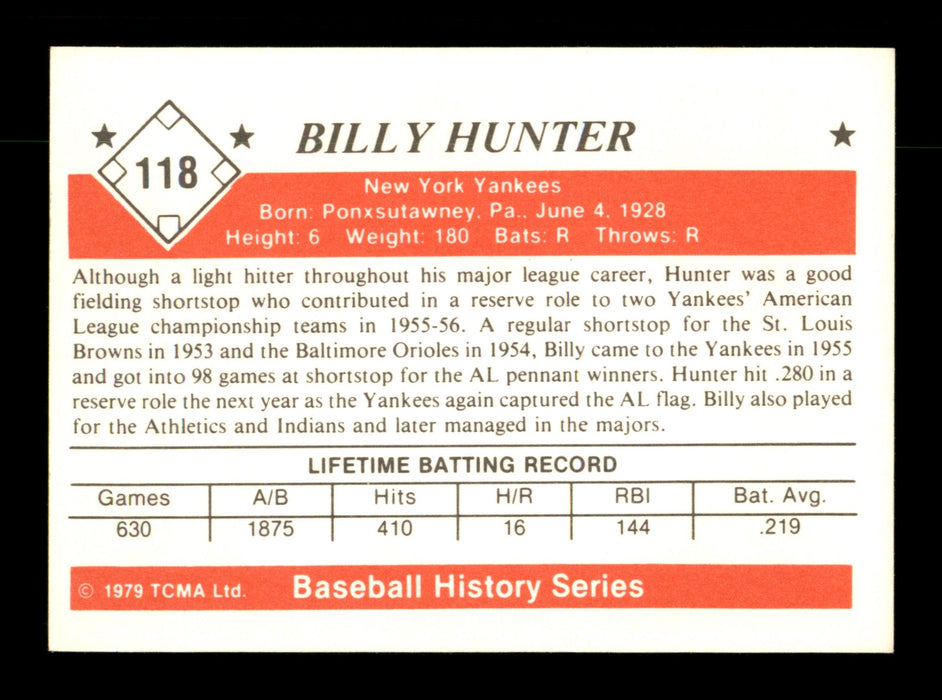 118
BILLY HUNTER
New York Yankees
Born: Ponxsutawney, Pa., June 4, 1928
Height: 6 Weight: 180 Bats: R Throws: R
Although a light hitter throughout his major league career, Hunter was a good
fielding shortstop who contributed in a reserve role to two Yankees' American
League championship teams in 1955-56. A regular shortstop for the St. Louis
Browns in 1953 and the Baltimore Orioles in 1954, Billy came to the Yankees in 1955
and got into 98 games at shortstop for the AL pennant winners. Hunter hit .280 in a
reserve role the next year as the Yankees again captured the AL flag. Billy also played
for the Athletics and Indians and later managed in the majors.
LIFETIME BATTING RECORD
Games A/B Hits H/R RBI Bat. Avg.
630 1875 410 16 144 .219
© 1979 TCMA Ltd. Baseball History Series